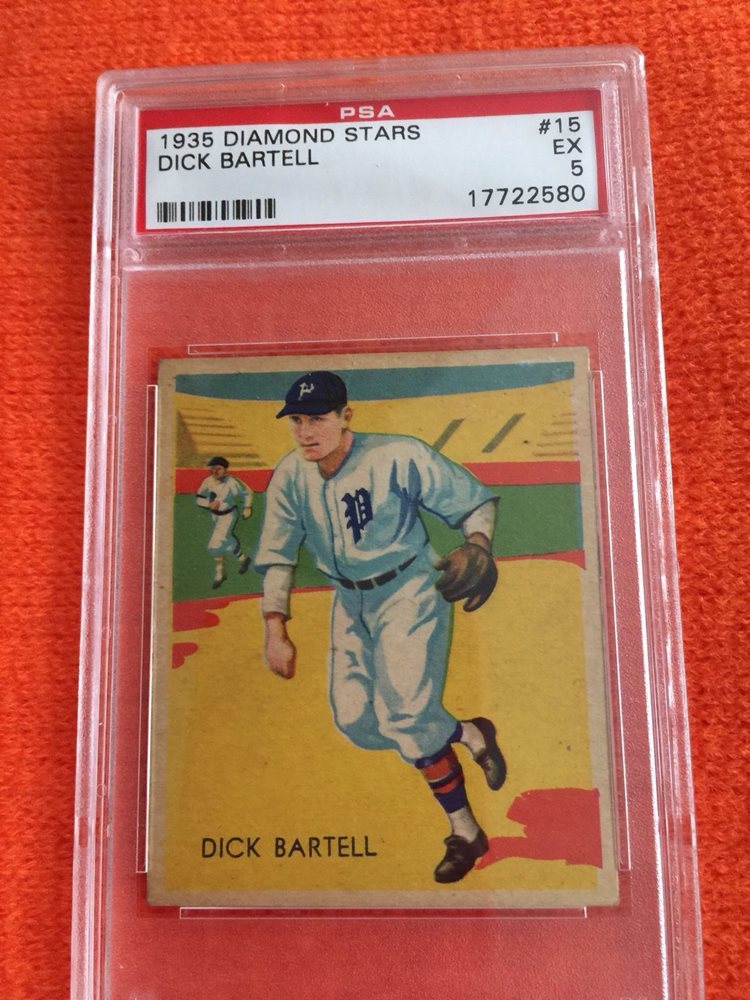 PSA
1935 DIAMOND STARS #15
DICK BARTELL EX
5
17722580
P
P
DICK BARTELL